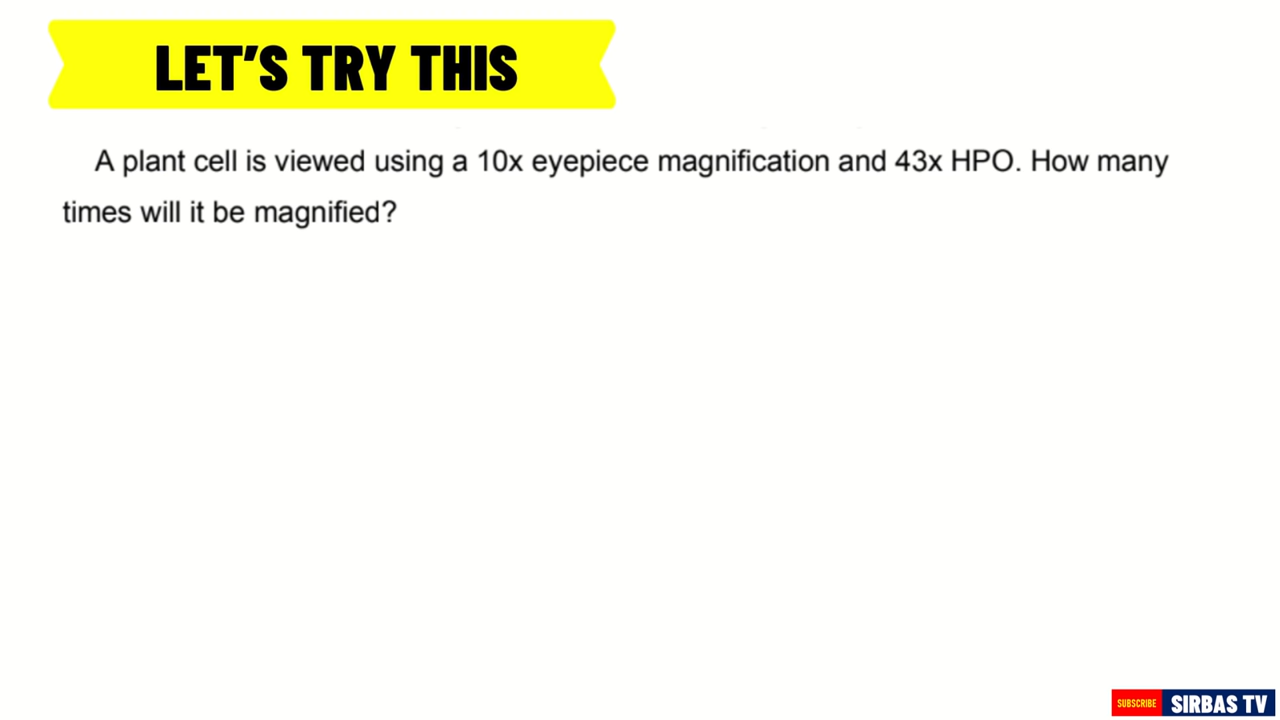 LET'S TRY THIS
A plant cell is viewed using a 10x eyepiece magnification and 43x HPO. How many
times will it be magnified?
SUBSCRIBE SIRBAS TV